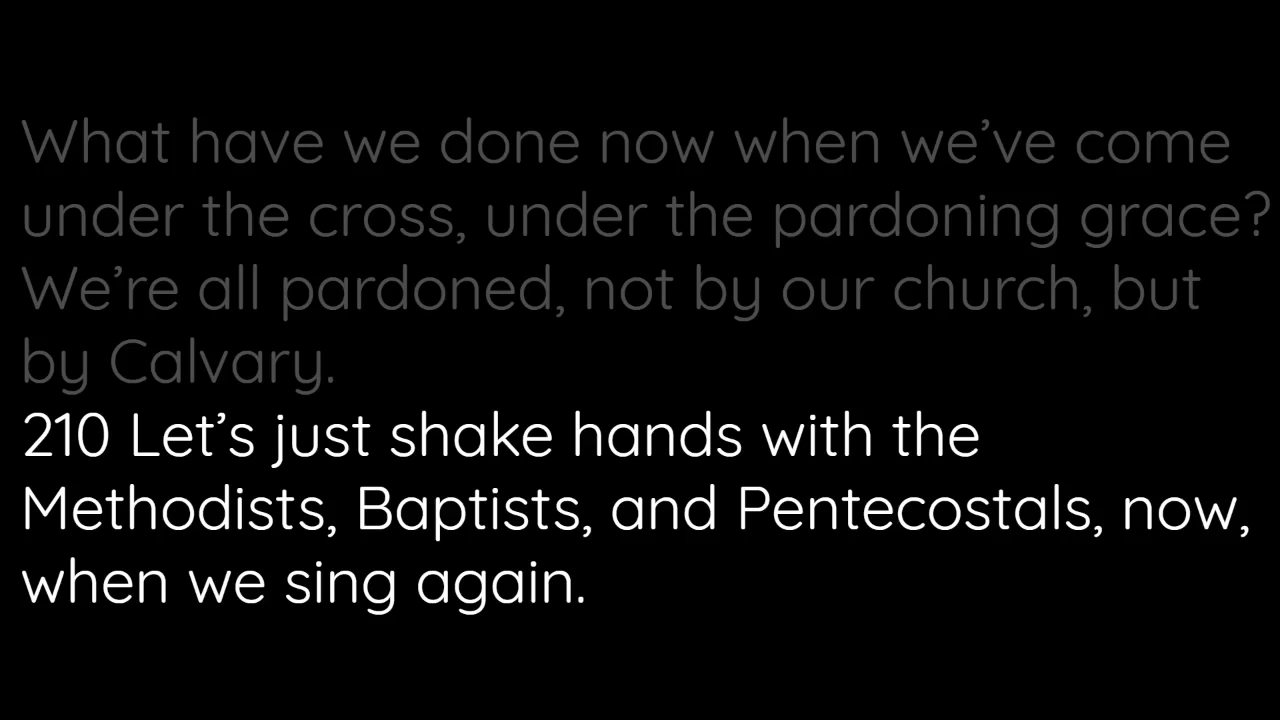 What have we done now when we’ve come
under the cross, under the pardoning grace?
We’re all pardoned, not by our church, but
by Calvary.
210 Let’s just shake hands with the
Methodists, Baptists, and Pentecostals, now,
when we sing again.